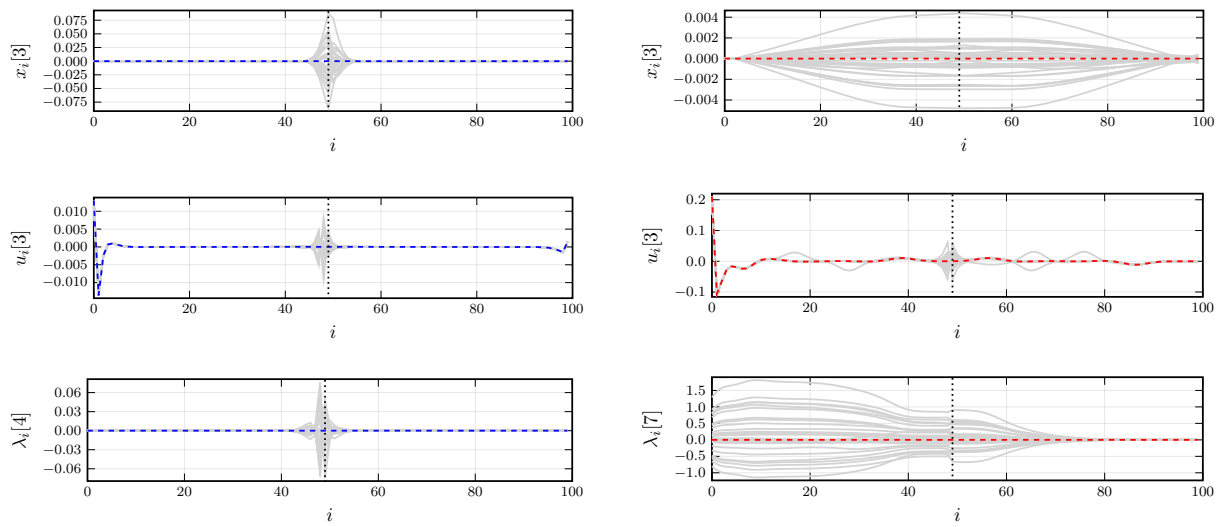 0.075
0.050
0.025
0.000
−0.025
−0.050
−0.075
x_i[3]
0 20 40 60 80 100
i
0.004
0.002
0.000
−0.002
−0.004
x_i[3]
0 20 40 60 80 100
i
0.010
0.005
0.000
−0.005
−0.010
u_i[3]
0 20 40 60 80 100
i
0.2
0.1
0.0
−0.1
u_i[3]
0 20 40 60 80 100
i
0.06
0.03
0.00
−0.03
−0.06
λ_i[4]
0 20 40 60 80 100
i
1.5
1.0
0.5
0.0
−0.5
−1.0
λ_i[7]
0 20 40 60 80 100
i